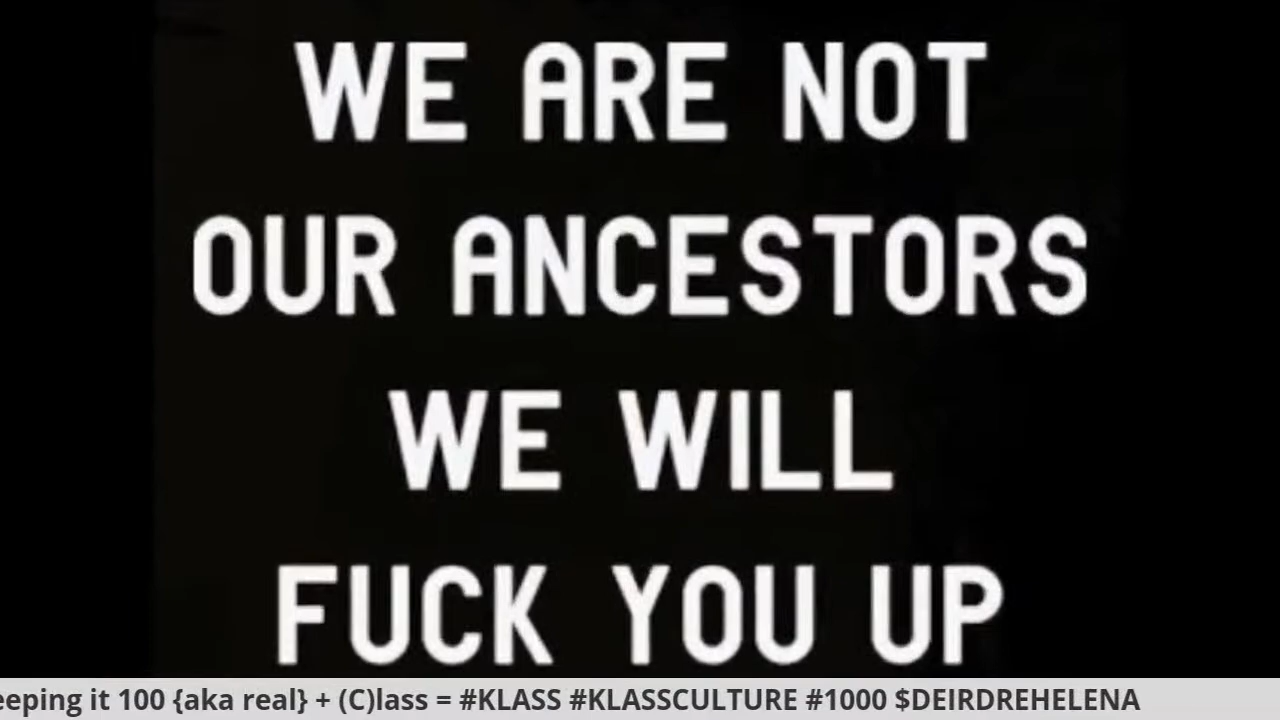 WE ARE NOT
OUR ANCESTORS
WE WILL
FUCK YOU UP
eeping it 100 {aka real} + (C)lass = #KLASS #KLASSCULTURE #1000 $DEIRDREHELENA